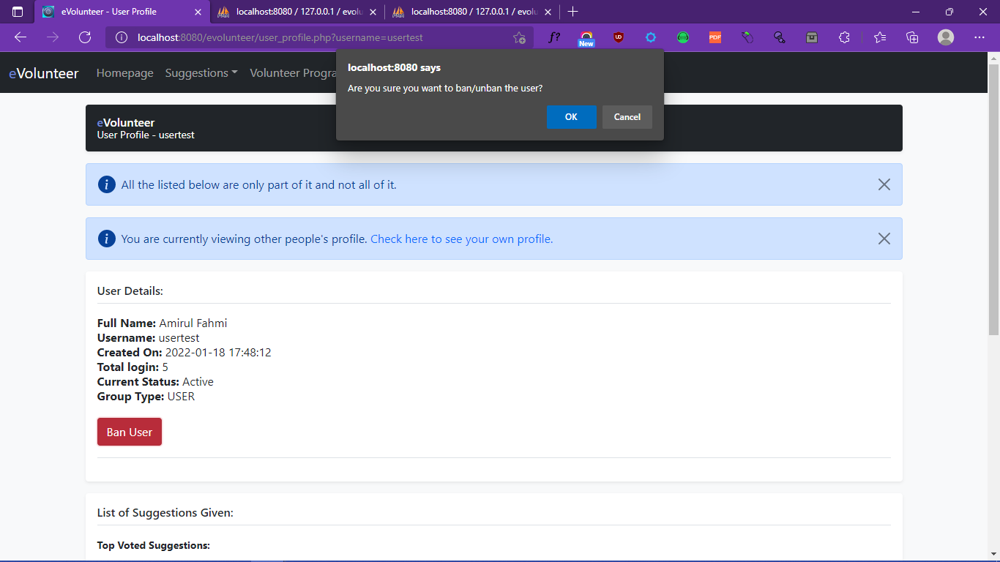 eVolunteer - User Profile
localhost:8080 / 127.0.0.1 / evolu
localhost:8080 / 127.0.0.1 / evolu
localhost:8080/evolunteer/user_profile.php?username=usertest
f?
New
UD
PDF
eVolunteer
Homepage
Suggestions
Volunteer Progra
localhost:8080 says
Are you sure you want to ban/unban the user?
OK
Cancel
eVolunteer
User Profile - usertest
All the listed below are only part of it and not all of it.
You are currently viewing other people's profile. Check here to see your own profile.
User Details:
Full Name: Amirul Fahmi
Username: usertest
Created On: 2022-01-18 17:48:12
Total login: 5
Current Status: Active
Group Type: USER
Ban User
List of Suggestions Given:
Top Voted Suggestions: